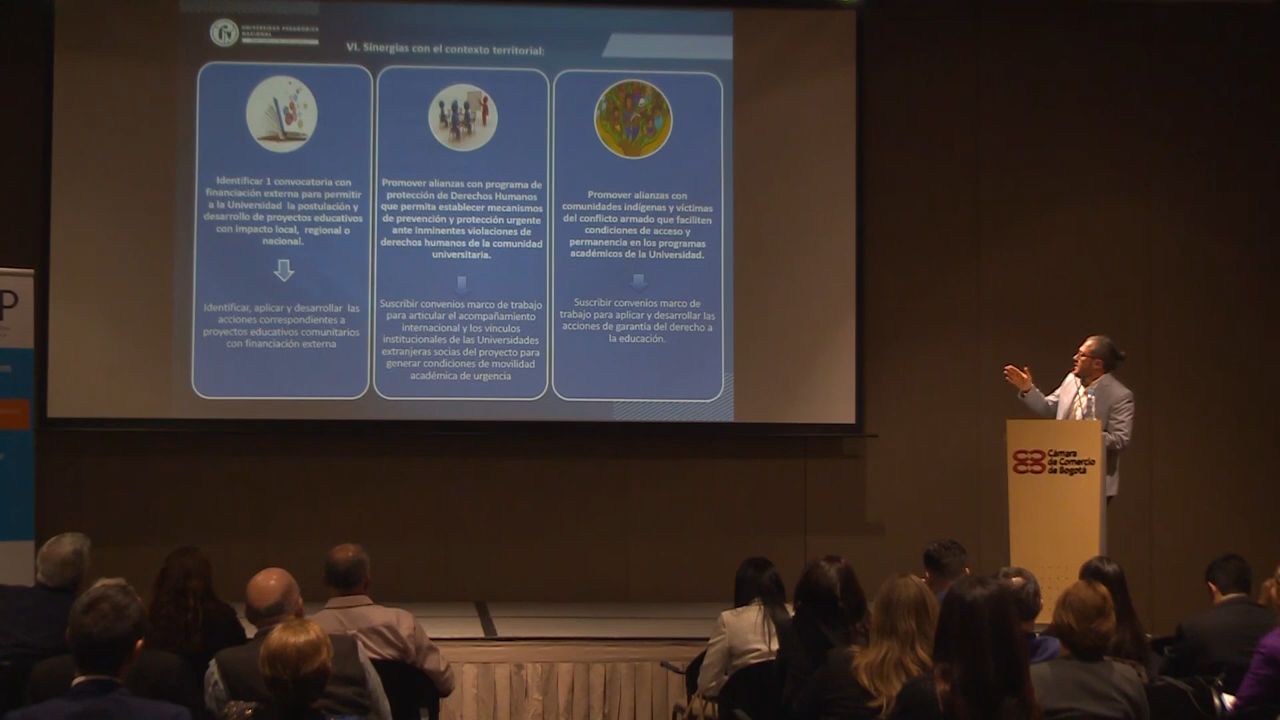 UNIVERSIDAD PEDAGÓGICA
NACIONAL
VI. Sinergias con el contexto territorial:
Identificar 1 convocatoria con
financiación externa para permitir
a la Universidad la postulación y
desarrollo de proyectos educativos
con impacto local, regional o
nacional.
Identificar, aplicar y desarrollar las
acciones correspondientes a
proyectos educativos comunitarios
con financiación externa
Promover alianzas con programa de
protección de Derechos Humanos
que permita establecer mecanismos
de prevención y protección urgente
ante inminentes violaciones de
derechos humanos de la comunidad
universitaria.
Suscribir convenios marco de trabajo
para articular el acompañamiento
internacional y los vínculos
institucionales de las Universidades
extranjeras socias del proyecto para
generar condiciones de movilidad
académica de urgencia
Promover alianzas con
comunidades indígenas y víctimas
del conflicto armado que faciliten
condiciones de acceso y
permanencia en los programas
académicos de la Universidad.
Suscribir convenios marco de
trabajo para aplicar y desarrollar las
acciones de garantía del derecho a
la educación.
P
Cámara
de Comercio
de Bogotá